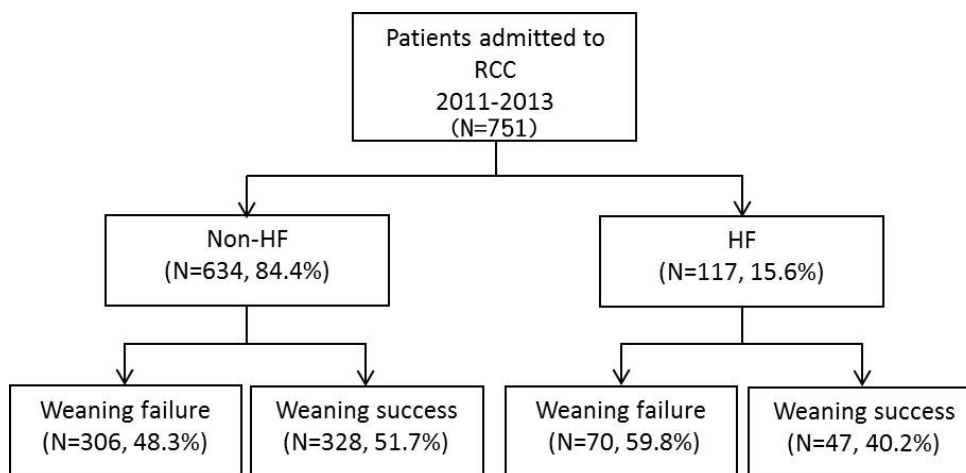 Patients admitted to
RCC
2011-2013
(N=751)
Non-HF
(N=634, 84.4%)
HF
(N=117, 15.6%)
Weaning failure
(N=306, 48.3%)
Weaning success
(N=328, 51.7%)
Weaning failure
(N=70, 59.8%)
Weaning success
(N=47, 40.2%)